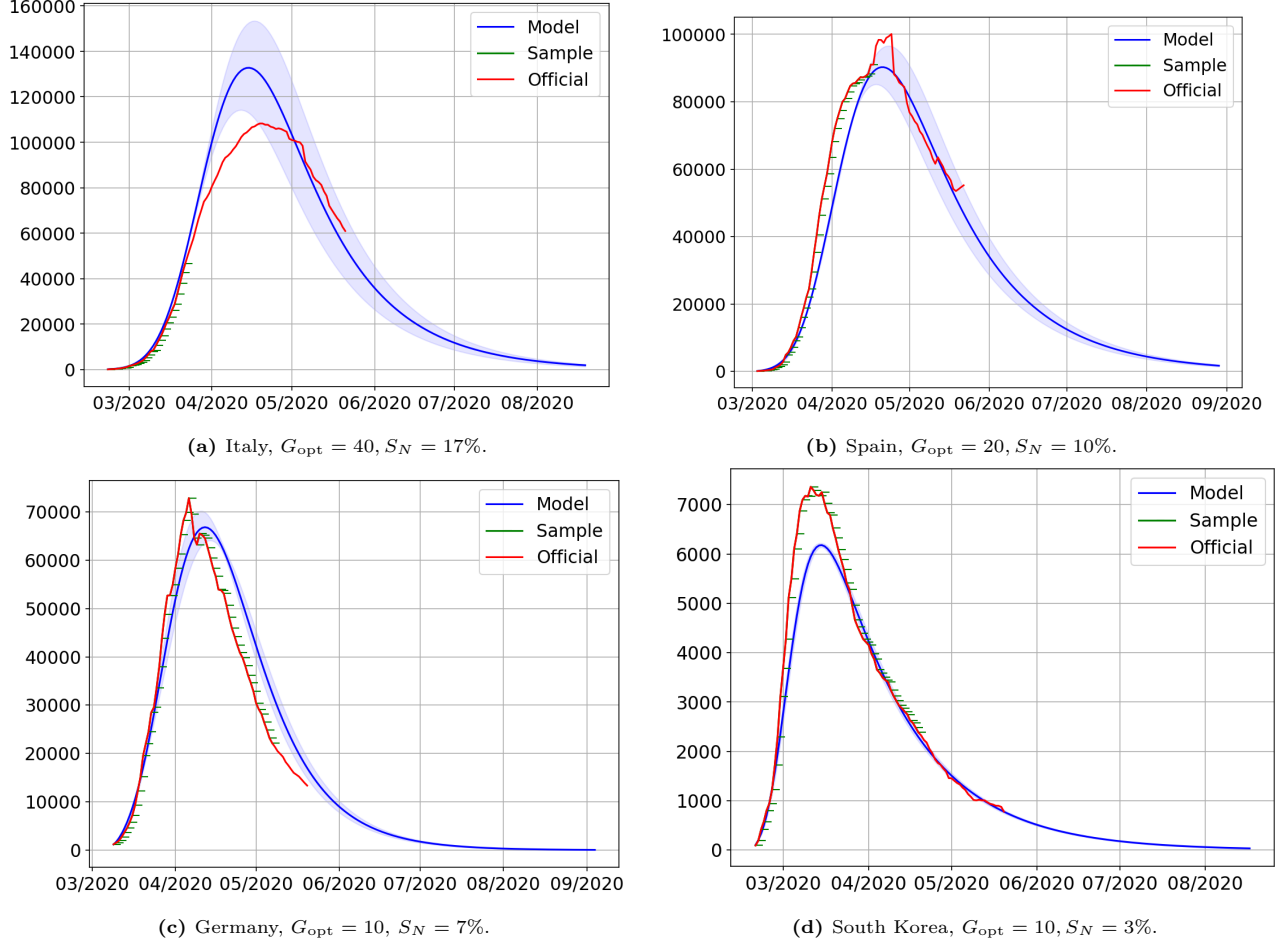 160000
140000
120000
100000
80000
60000
40000
20000
0
03/2020 04/2020 05/2020 06/2020 07/2020 08/2020
Model
Sample
Official
(a) Italy, G_opt = 40, S_N = 17%.
100000
80000
60000
40000
20000
0
03/2020 04/2020 05/2020 06/2020 07/2020 08/2020 09/2020
Model
Sample
Official
(b) Spain, G_opt = 20, S_N = 10%.
70000
60000
50000
40000
30000
20000
10000
0
03/2020 04/2020 05/2020 06/2020 07/2020 08/2020 09/2020
Model
Sample
Official
(c) Germany, G_opt = 10, S_N = 7%.
7000
6000
5000
4000
3000
2000
1000
0
03/2020 04/2020 05/2020 06/2020 07/2020 08/2020
Model
Sample
Official
(d) South Korea, G_opt = 10, S_N = 3%.